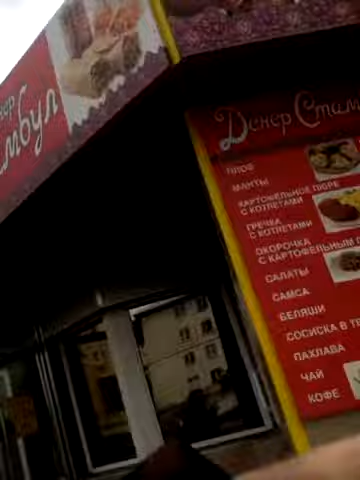 мбул
Денер Стам
ПЛОВ
МАНТЫ
КАРТОФЕЛЬНОЕ ПЮРЕ
С КОТЛЕТАМИ
ГРЕЧКА
С КОТЛЕТАМИ
ОКОРОЧКА
С КАРТОФЕЛЬНЫМ
САЛАТЫ
САМСА
БЕЛЯШИ
СОСИСКА В ТЕ
ПАХЛАВА
ЧАЙ
КОФЕ